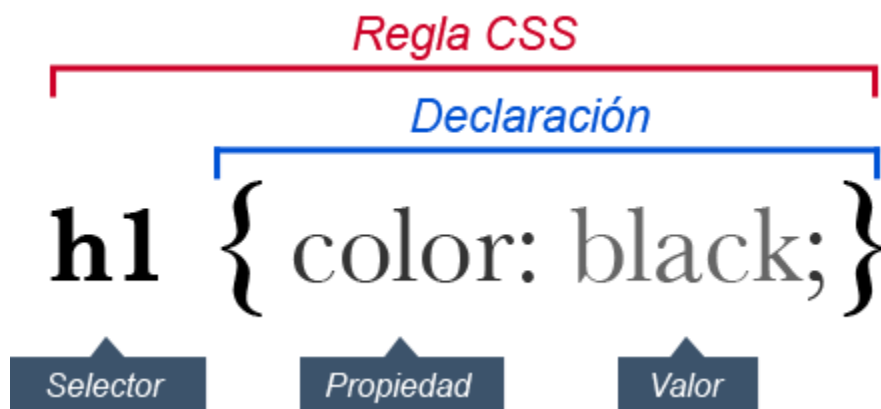 Regla CSS
Declaración
h1 { color: black;}
Selector Propiedad Valor